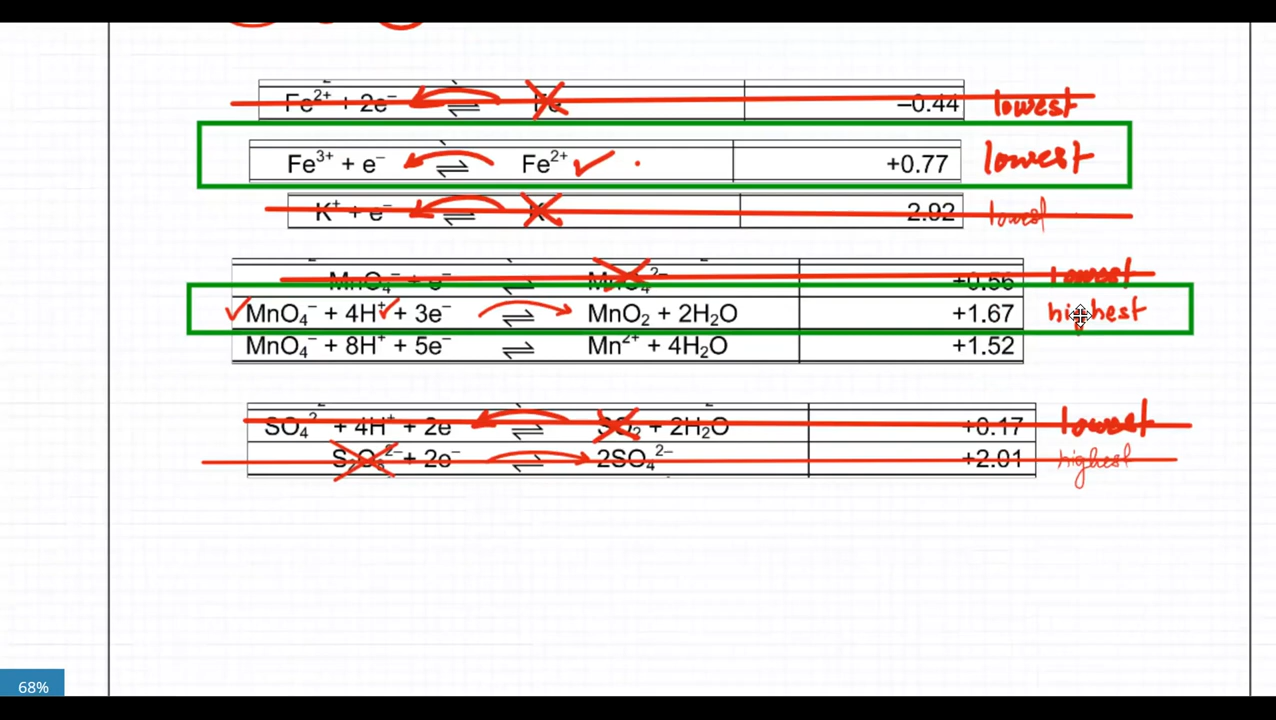 Fe²⁺ + 2e⁻ ⇌ Fe –0.44 lowest
Fe³⁺ + e⁻ ⇌ Fe²⁺ +0.77 lowest
K⁺ + e⁻ ⇌ K 2.92 lowest
MnO₄⁻ + e⁻ ⇌ MnO₄²⁻ +0.56 lowest
MnO₄⁻ + 4H⁺ + 3e⁻ ⇌ MnO₂ + 2H₂O +1.67 highest
MnO₄⁻ + 8H⁺ + 5e⁻ ⇌ Mn²⁺ + 4H₂O +1.52
SO₄²⁻ + 4H⁺ + 2e ⇌ SO₂ + 2H₂O +0.17 lowest
S₂O₈²⁻ + 2e⁻ ⇌ 2SO₄²⁻ +2.01 highest
68%